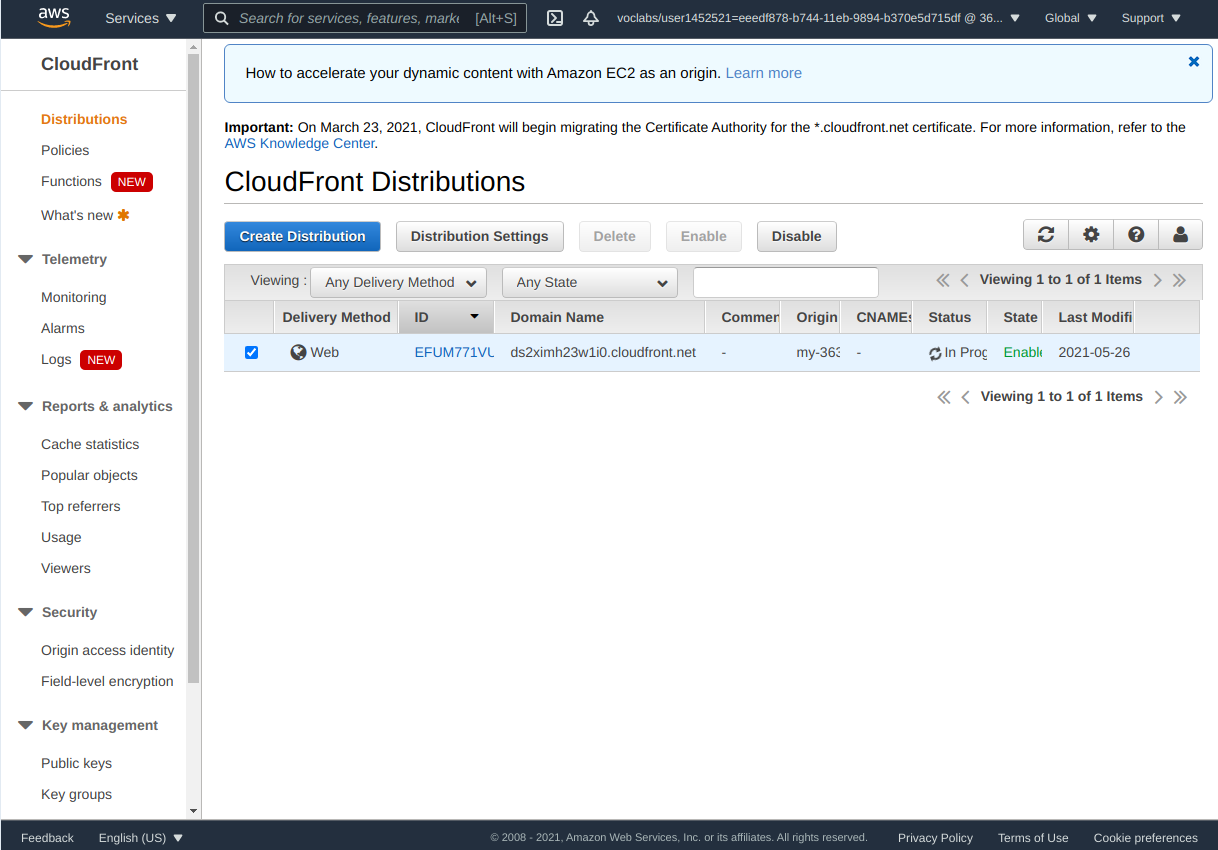 aws
Services
Search for services, features, marke [Alt+S]
voclabs/user1452521=eeedf878-b744-11eb-9894-b370e5d715df @ 36...
Global
Support
CloudFront
Distributions
Policies
Functions NEW
What's new
Telemetry
Monitoring
Alarms
Logs NEW
Reports & analytics
Cache statistics
Popular objects
Top referrers
Usage
Viewers
Security
Origin access identity
Field-level encryption
Key management
Public keys
Key groups
How to accelerate your dynamic content with Amazon EC2 as an origin. Learn more
Important: On March 23, 2021, CloudFront will begin migrating the Certificate Authority for the *.cloudfront.net certificate. For more information, refer to the
AWS Knowledge Center.
CloudFront Distributions
Create Distribution Distribution Settings Delete Enable Disable
Viewing : Any Delivery Method Any State Viewing 1 to 1 of 1 Items
Delivery Method ID Domain Name Commen Origin CNAMEs Status State Last Modifi
Web EFUM771VU ds2ximh23w1i0.cloudfront.net - my-363 - In Prog Enable 2021-05-26
Viewing 1 to 1 of 1 Items
Feedback English (US) © 2008 - 2021, Amazon Web Services, Inc. or its affiliates. All rights reserved. Privacy Policy Terms of Use Cookie preferences